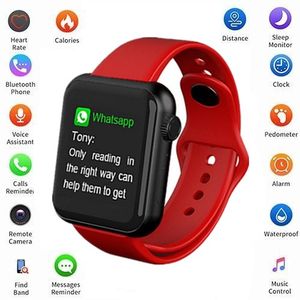 Heart
Rate
Calories
Distance
Sleep
Monitor
Bluetooth
Phone
Clock
Voice
Assistant
Pedometer
Calls
Reminder
Alarm
Remote
Camera
Waterproof
Find
Band
Messages
Reminder
Music
Control
Whatsapp
Tony:
Only reading in
the right way can
help them to get